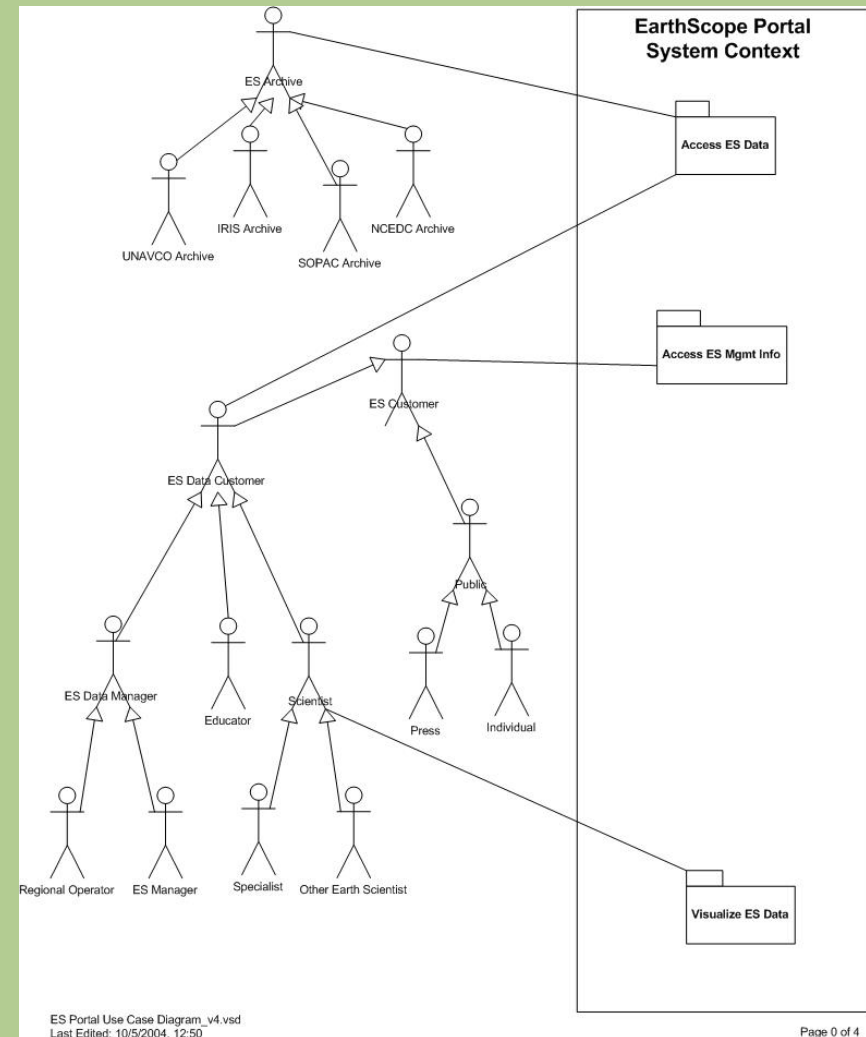 EarthScope Portal
System Context
ES Archive
Access ES Data
IRIS Archive
NCEDC Archive
UNAVCO Archive
SOPAC Archive
Access ES Mgmt Info
ES Customer
ES Data Customer
Public
ES Data Manager
Scientist
Educator
Press
Individual
Regional Operator
ES Manager
Specialist
Other Earth Scientist
Visualize ES Data
ES Portal Use Case Diagram_v4.vsd
Last Edited: 10/5/2004, 12:50
Page 0 of 4